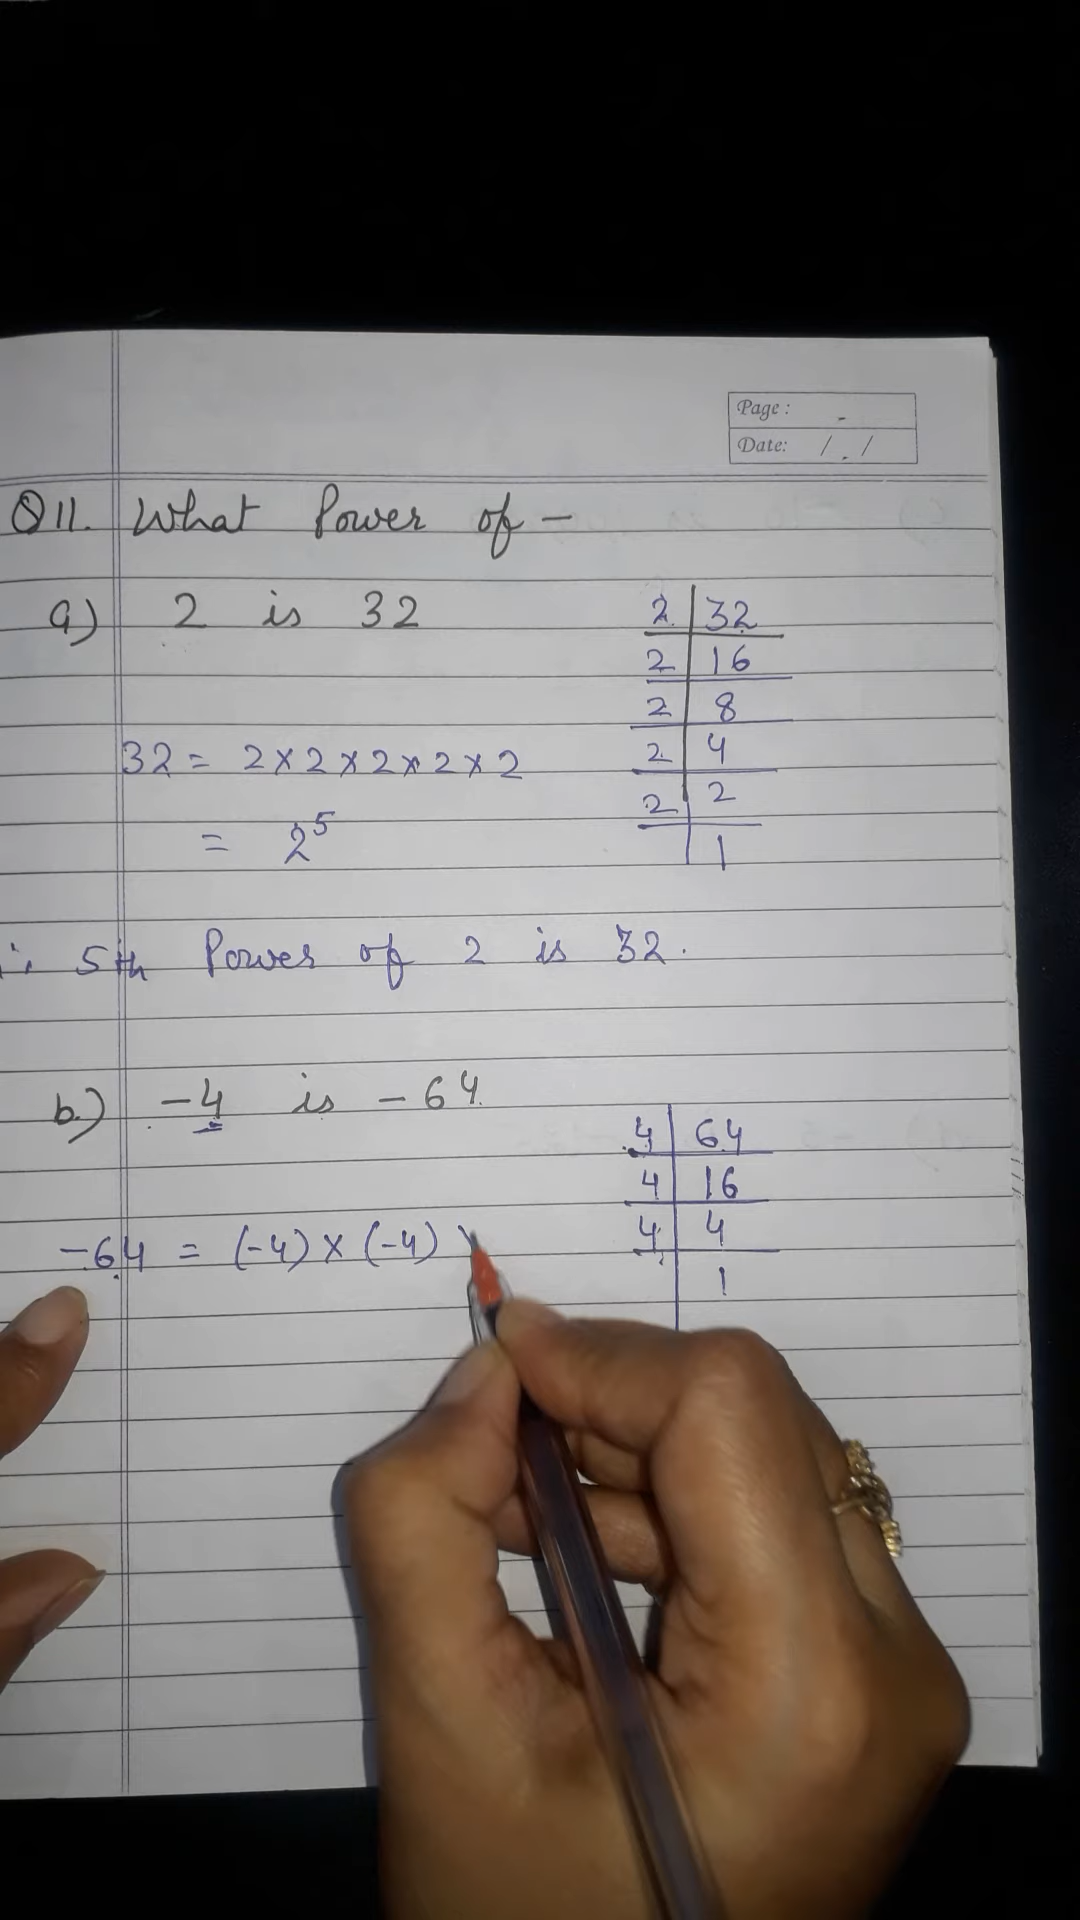 Page :
Date: / /
Q11. What Power of -
a) 2 is 32
2 | 32
2 | 16
2 | 8
2 | 4
2 | 2
1
32 = 2 × 2 × 2 × 2 × 2
= 2⁵
∴ 5th Power of 2 is 32.
b) -4 is -64
4 | 64
4 | 16
4 | 4
1
-64 = (-4) × (-4)